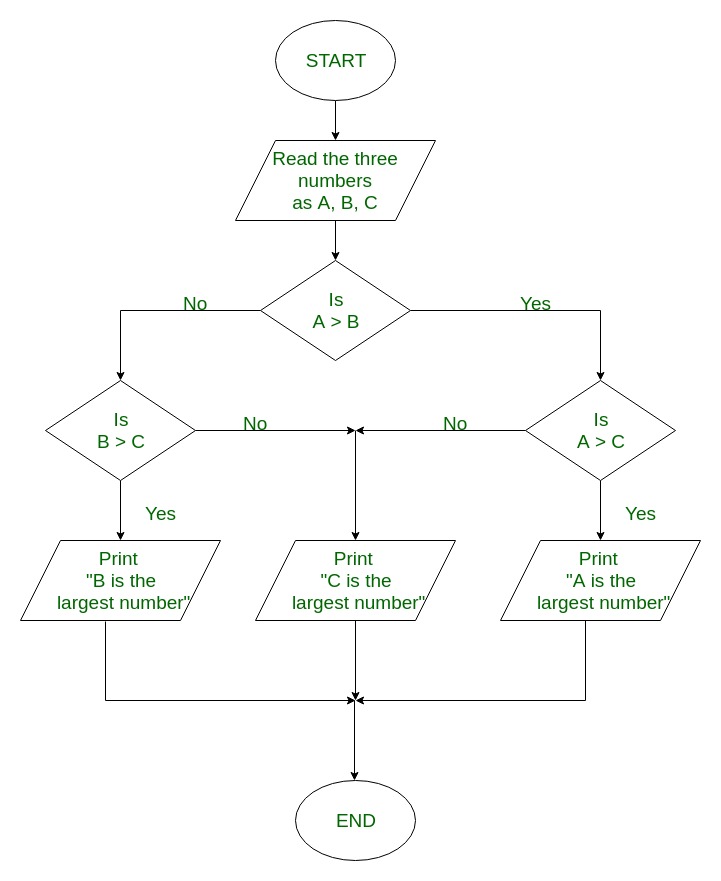 START
Read the three
numbers
as A, B, C
Is
A > B
No
Yes
Is
B > C
No
No
Is
A > C
Yes
Yes
Print
"B is the
largest number"
Print
"C is the
largest number"
Print
"A is the
largest number"
END